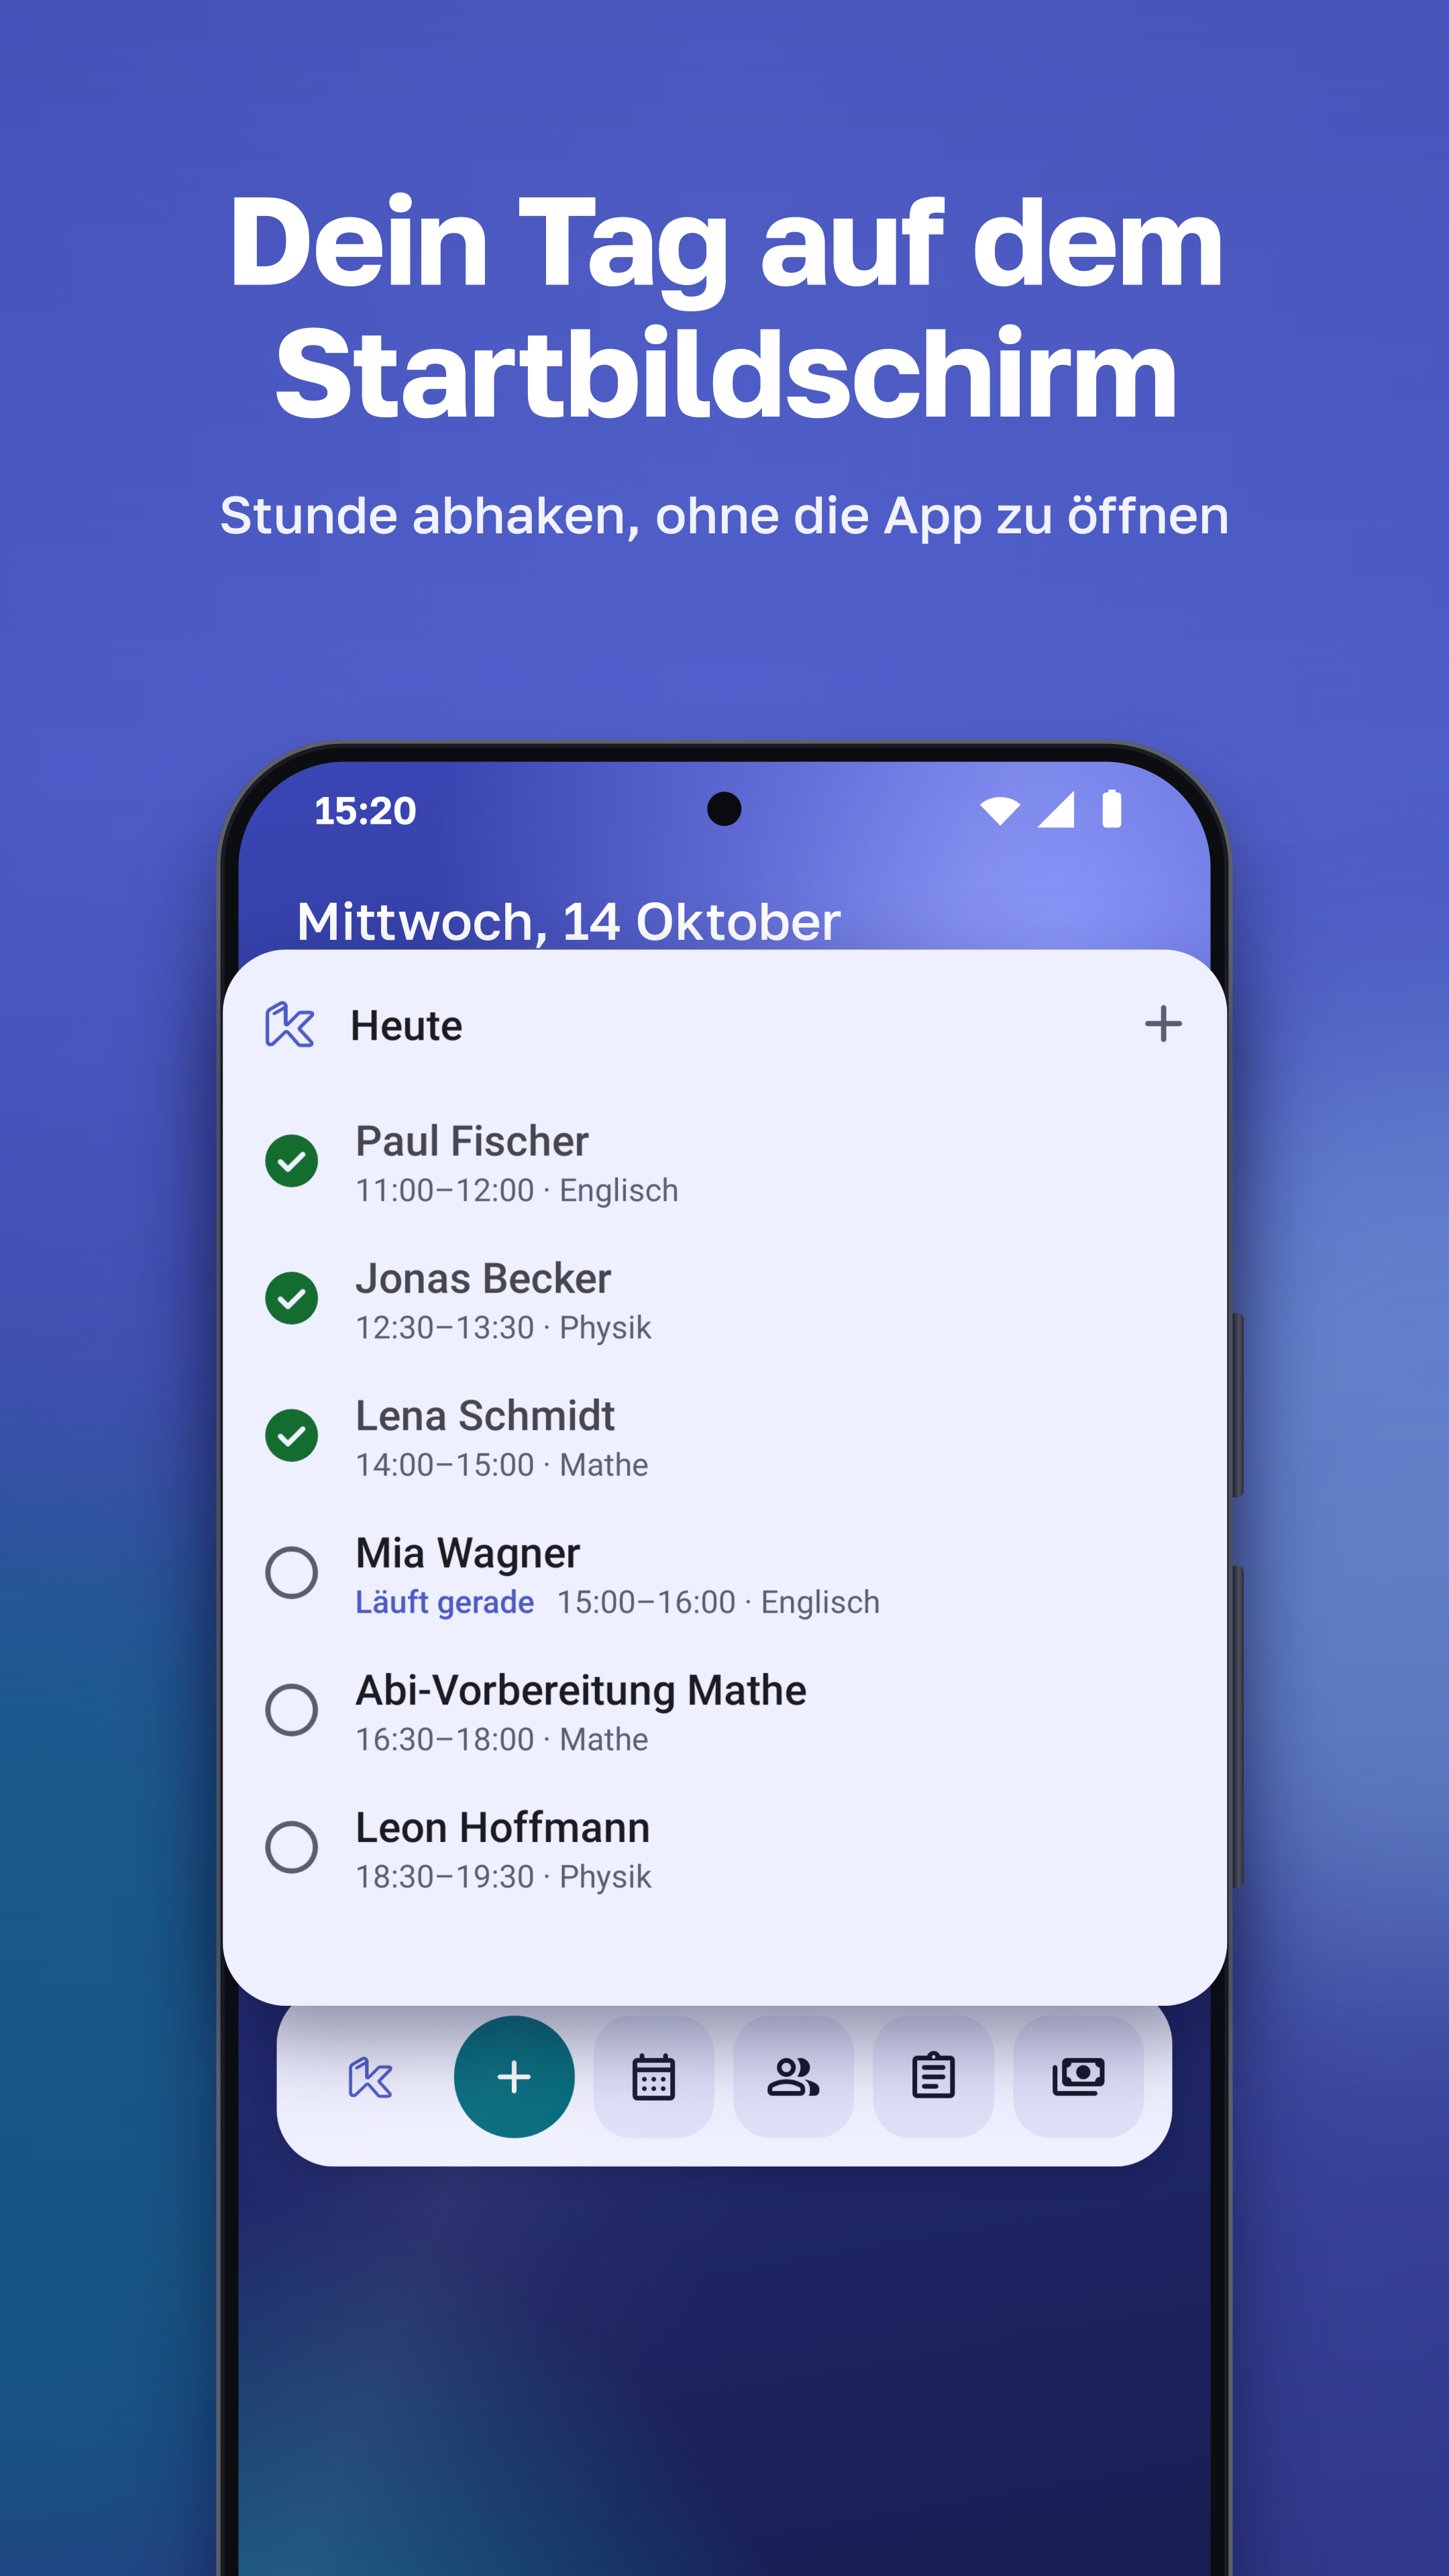 Dein Tag auf dem
Startbildschirm
Stunde abhaken, ohne die App zu öffnen
15:20
Mittwoch, 14 Oktober
Heute
Paul Fischer
11:00–12:00 · Englisch
Jonas Becker
12:30–13:30 · Physik
Lena Schmidt
14:00–15:00 · Mathe
Mia Wagner
Läuft gerade 15:00–16:00 · Englisch
Abi-Vorbereitung Mathe
16:30–18:00 · Mathe
Leon Hoffmann
18:30–19:30 · Physik